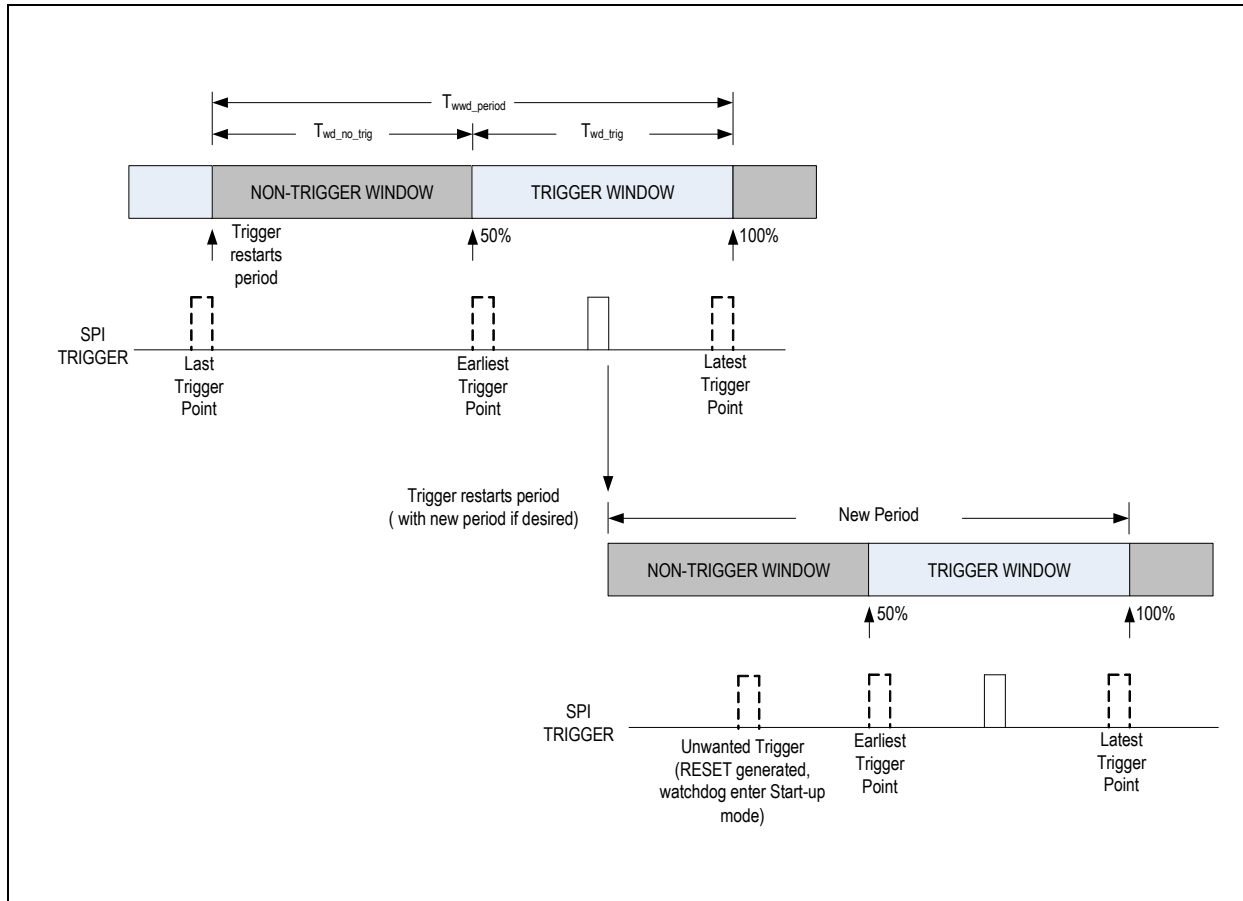 Twwd_period
Twd_no_trig
Twd_trig
NON-TRIGGER WINDOW
TRIGGER WINDOW
Trigger
restarts
period
50%
100%
SPI
TRIGGER
Last
Trigger
Point
Earliest
Trigger
Point
Latest
Trigger
Point
Trigger restarts period
( with new period if desired)
New Period
NON-TRIGGER WINDOW
TRIGGER WINDOW
50%
100%
SPI
TRIGGER
Unwanted Trigger
(RESET generated,
watchdog enter Start-up
mode)
Earliest
Trigger
Point
Latest
Trigger
Point